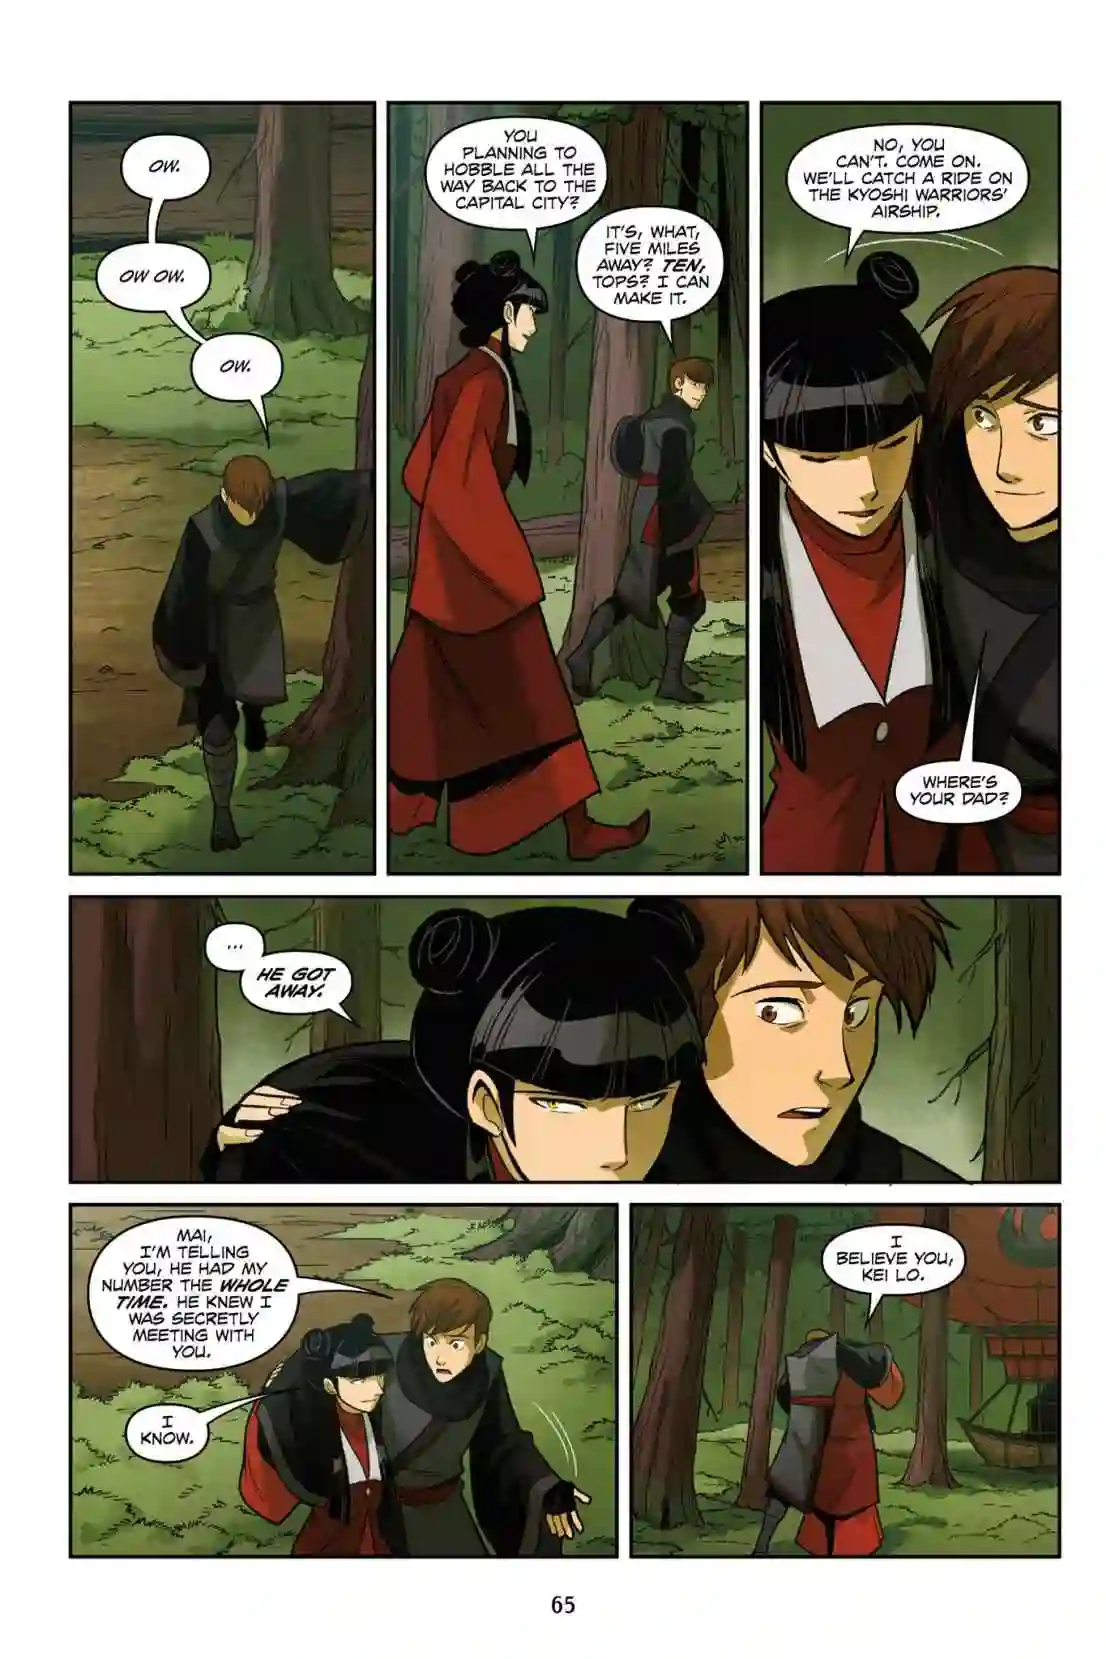 OW.
OW OW.
OW.
YOU
PLANNING TO
HOBBLE ALL THE
WAY BACK TO THE
CAPITAL CITY?
IT'S, WHAT,
FIVE MILES
AWAY? TEN,
TOPS? I CAN
MAKE IT.
NO, YOU
CAN'T. COME ON.
WE'LL CATCH A RIDE ON
THE KYOSHI WARRIORS'
AIRSHIP.
WHERE'S
YOUR DAD?
...
HE GOT
AWAY.
MAI,
I'M TELLING
YOU, HE HAD MY
NUMBER THE WHOLE
TIME. HE KNEW I
WAS SECRETLY
MEETING WITH
YOU.
I
KNOW.
I
BELIEVE YOU,
KEI LO.
65